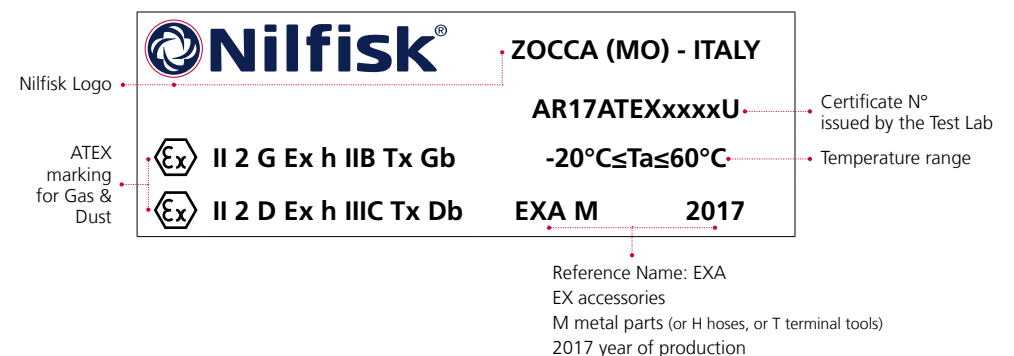 Nilfisk®
ZOCCA (MO) - ITALY
Nilfisk Logo
AR17ATEXxxxxU
Certificate N°
issued by the Test Lab
ATEX
marking
for Gas &
Dust
Ex II 2 G Ex h IIB Tx Gb
-20°C≤Ta≤60°C
Temperature range
Ex II 2 D Ex h IIIC Tx Db
EXA M 2017
Reference Name: EXA
EX accessories
M metal parts (or H hoses, or T terminal tools)
2017 year of production